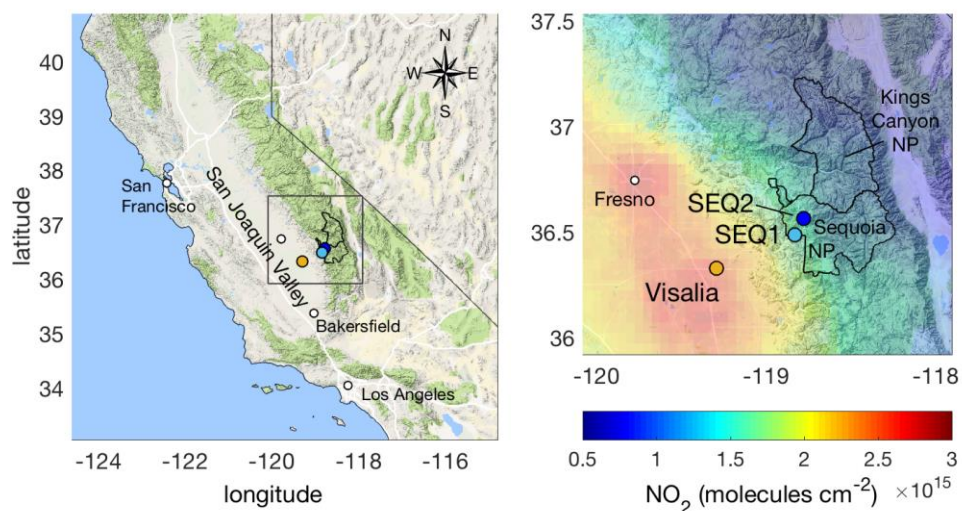 41
40
39
38
37
36
35
34
latitude
-124
-122
-120
-118
-116
longitude
N
W
E
S
San
Francisco
San Joaquin Valley
Bakersfield
Los Angeles
37.5
37
36.5
36
-120
-119
-118
Kings
Canyon
NP
Fresno
SEQ2
SEQ1
Sequoia
NP
Visalia
0.5
1
1.5
2
2.5
3
NO₂ (molecules cm⁻²)
×10¹⁵